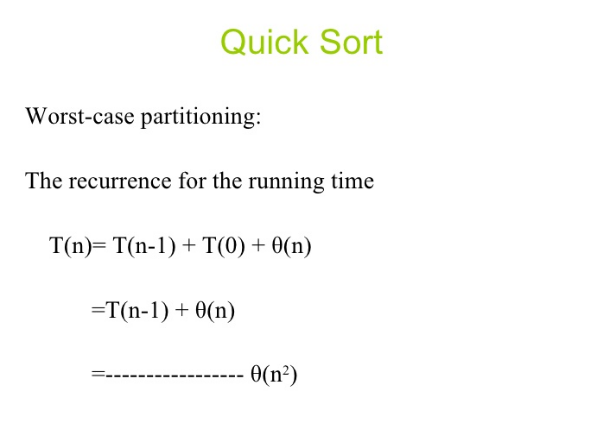 Quick Sort
Worst-case partitioning:
The recurrence for the running time
T(n)= T(n-1) + T(0) + θ(n)
=T(n-1) + θ(n)
=----------------- θ(n²)